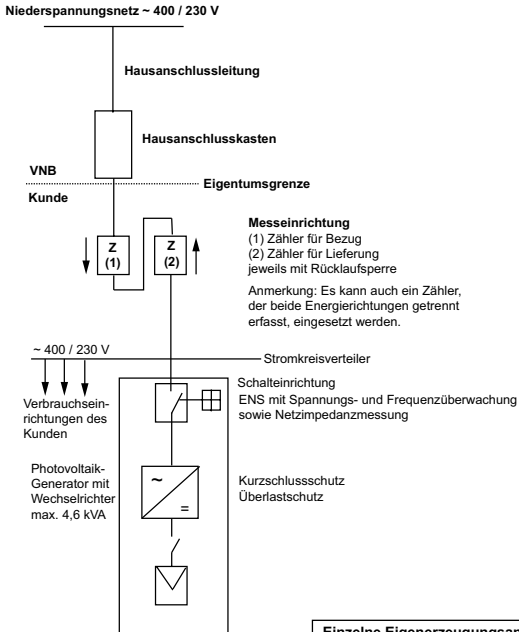 Niederspannungsnetz ~ 400 / 230 V
Hausanschlussleitung
Hausanschlusskasten
VNB
Eigentumsgrenze
Kunde
Z
(1)
Z
(2)
Messeinrichtung
(1) Zähler für Bezug
(2) Zähler für Lieferung
jeweils mit Rücklaufsperre
Anmerkung: Es kann auch ein Zähler,
der beide Energierichtungen getrennt
erfasst, eingesetzt werden.
~ 400 / 230 V
Stromkreisverteiler
Verbrauchsein-
richtungen des
Kunden
Schalteinrichtung
ENS mit Spannungs- und Frequenzüberwachung
sowie Netzimpedanzmessung
Photovoltaik-
Generator mit
Wechselrichter
max. 4,6 kVA
~
=
Kurzschlussschutz
Überlastschutz
Einzelne